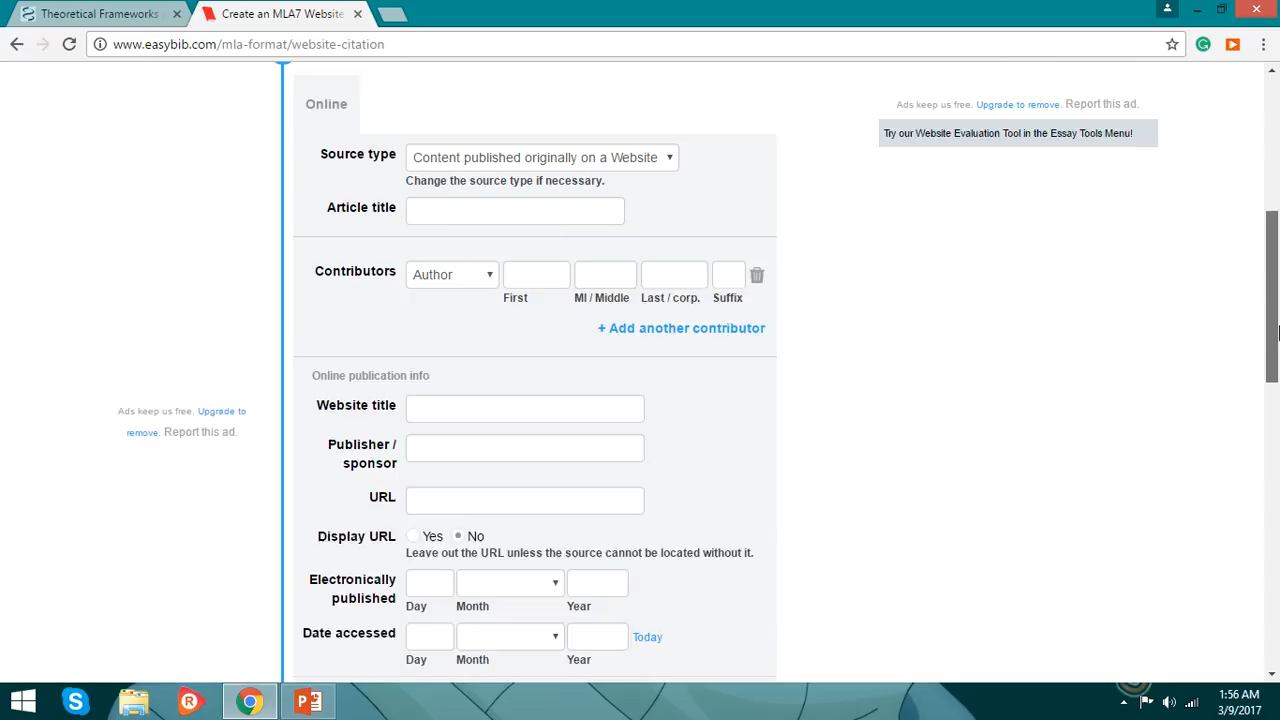 Theoretical Frameworks
Create an MLA7 Website
www.easybib.com/mla-format/website-citation
Online
Source type
Content published originally on a Website
Change the source type if necessary.
Article title
Contributors
Author
First
MI / Middle
Last / corp.
Suffix
+ Add another contributor
Online publication info
Website title
Publisher /
sponsor
URL
Display URL
Yes
No
Leave out the URL unless the source cannot be located without it.
Electronically
published
Day
Month
Year
Date accessed
Today
Day
Month
Year
Ads keep us free. Upgrade to
remove. Report this ad.
Ads keep us free. Upgrade to remove. Report this ad.
Try our Website Evaluation Tool in the Essay Tools Menu!
1:56 AM
3/9/2017